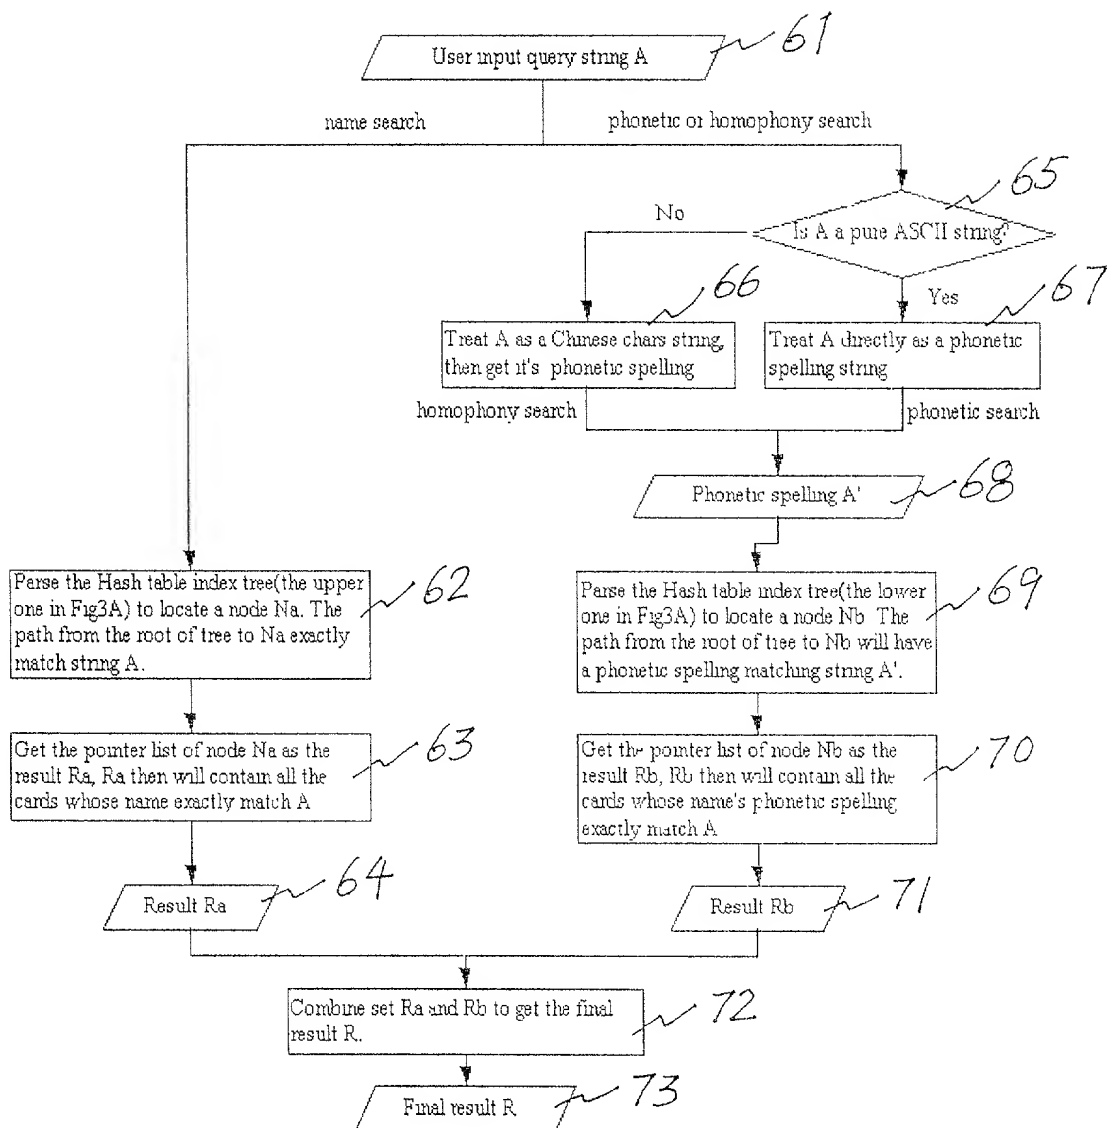 User input query string A
61
name search
phonetic or homophony search
65
Is A a pure ASCII string?
No
Yes
66
67
Treat A as a Chinese chars string,
then get it's phonetic spelling
Treat A directly as a phonetic
spelling string
homophony search
phonetic search
Phonetic spelling A'
68
Parse the Hash table index tree(the upper
one in Fig3A) to locate a node Na. The
path from the root of tree to Na exactly
match string A.
62
Parse the Hash table index tree(the lower
one in Fig3A) to locate a node Nb The
path from the root of tree to Nb will have
a phonetic spelling matching string A'.
69
Get the pointer list of node Na as the
result Ra, Ra then will contain all the
cards whose name exactly match A
63
Get the pointer list of node Nb as the
result Rb, Rb then will contain all the
cards whose name's phonetic spelling
exactly match A
70
Result Ra
64
Result Rb
71
Combine set Ra and Rb to get the final
result R.
72
Final result R
73